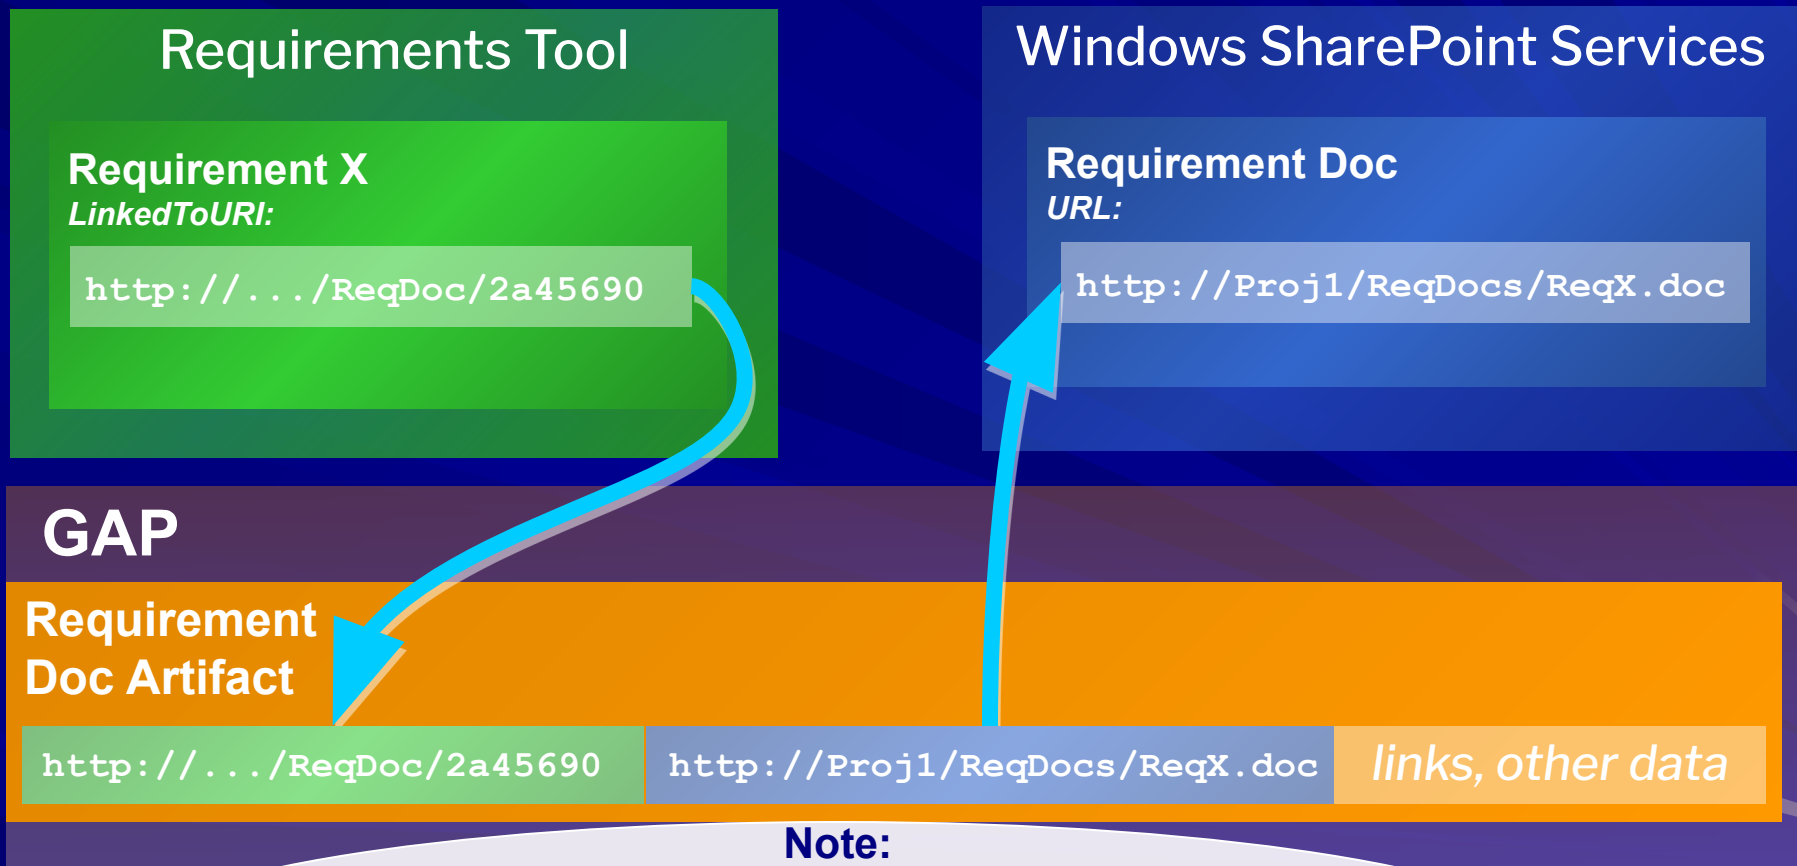 Requirements Tool
Requirement X
LinkedToURI:
http://.../ReqDoc/2a45690
Windows SharePoint Services
Requirement Doc
URL:
http://Proj1/ReqDocs/ReqX.doc
GAP
Requirement
Doc Artifact
http://.../ReqDoc/2a45690
http://Proj1/ReqDocs/ReqX.doc
links, other data
Note: